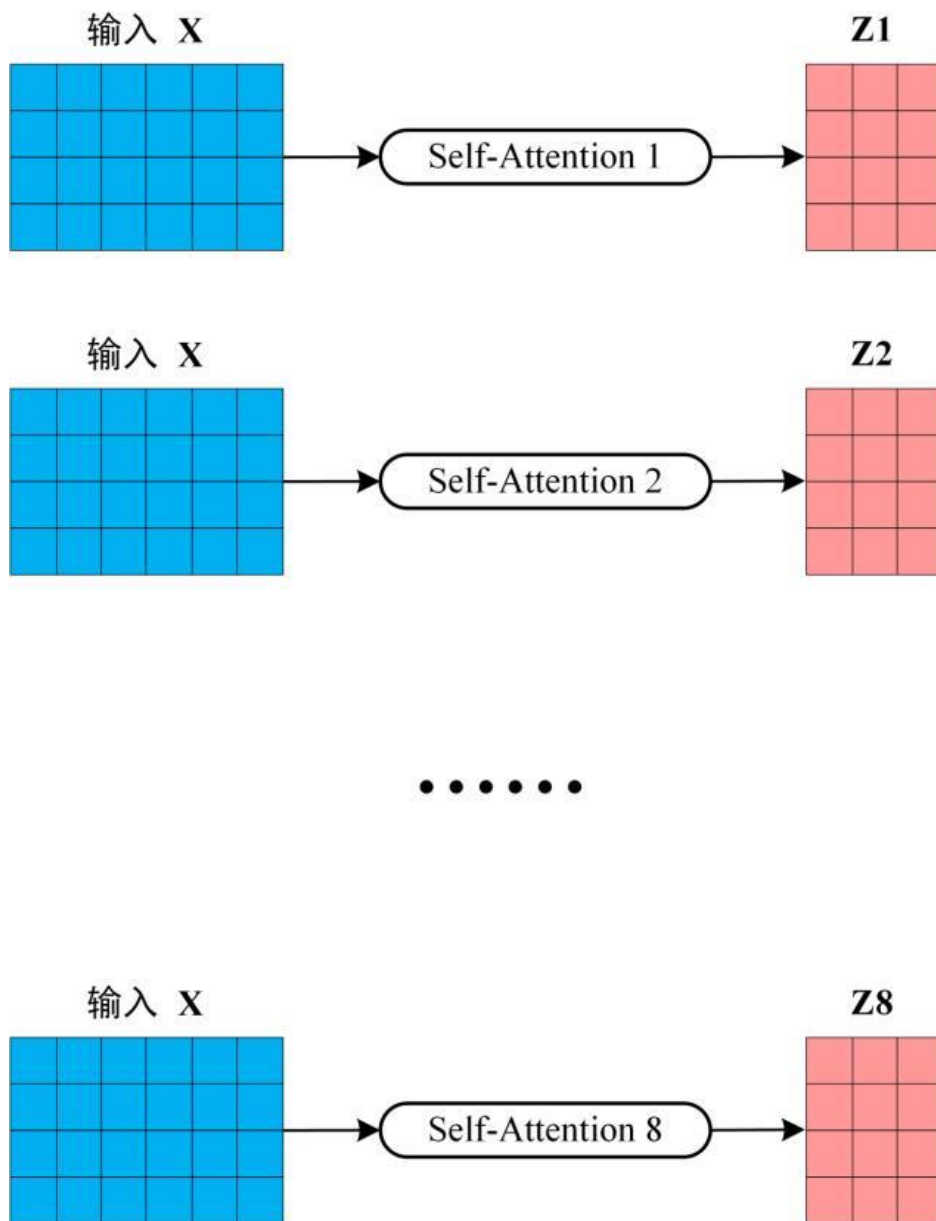 输入 X
Z1
Self-Attention 1
输入 X
Z2
Self-Attention 2
......
输入 X
Z8
Self-Attention 8